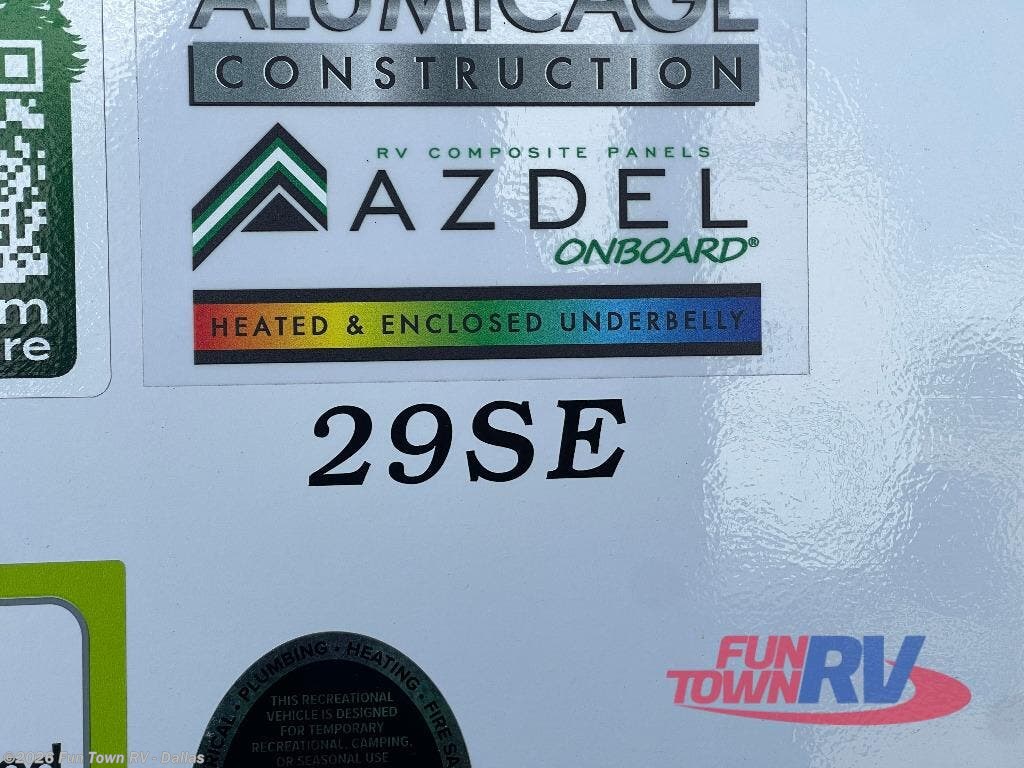 ALUMICAGE
CONSTRUCTION
RV COMPOSITE PANELS
AZDEL
ONBOARD®
HEATED & ENCLOSED UNDERBELLY
29SE
PLUMBING • HEATING • FIRE
THIS RECREATIONAL
VEHICLE IS DESIGNED
FOR TEMPORARY
RECREATIONAL, CAMPING,
OR SEASONAL USE
FUN
TOWN RV
©2026 Fun Town RV - Dallas